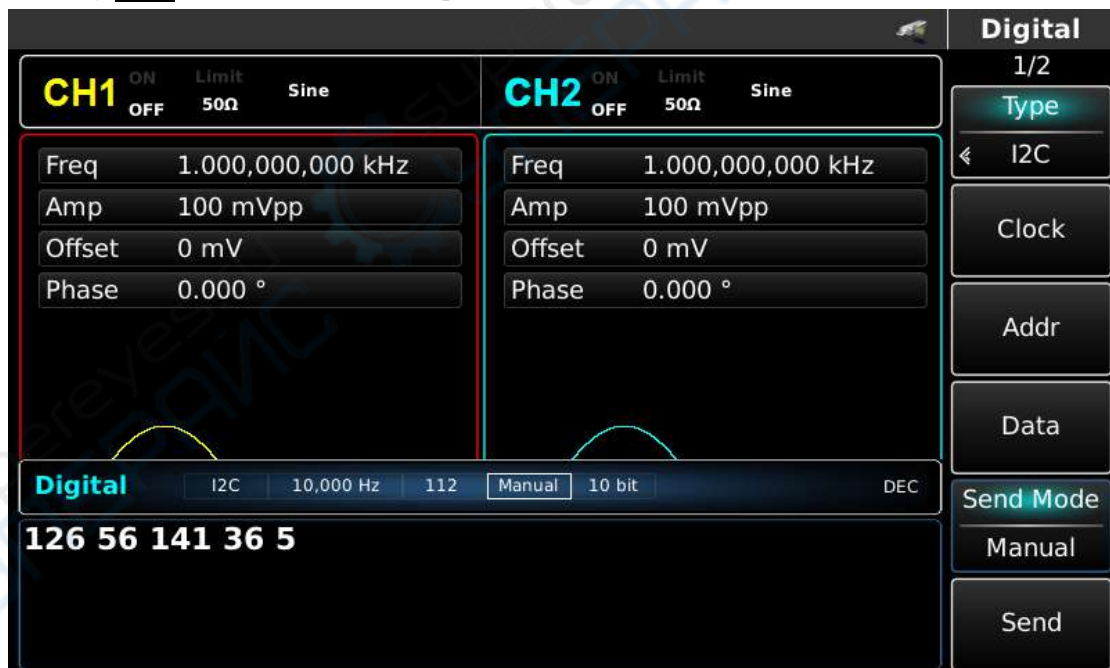 Digital
1/2
CH1 ON OFF Limit 50Ω Sine
CH2 ON OFF Limit 50Ω Sine
Type
I2C
Freq 1.000,000,000 kHz
Amp 100 mVpp
Offset 0 mV
Phase 0.000 °
Freq 1.000,000,000 kHz
Amp 100 mVpp
Offset 0 mV
Phase 0.000 °
Clock
Addr
Data
Digital I2C 10,000 Hz 112 Manual 10 bit DEC
Send Mode
Manual
126 56 141 36 5
Send